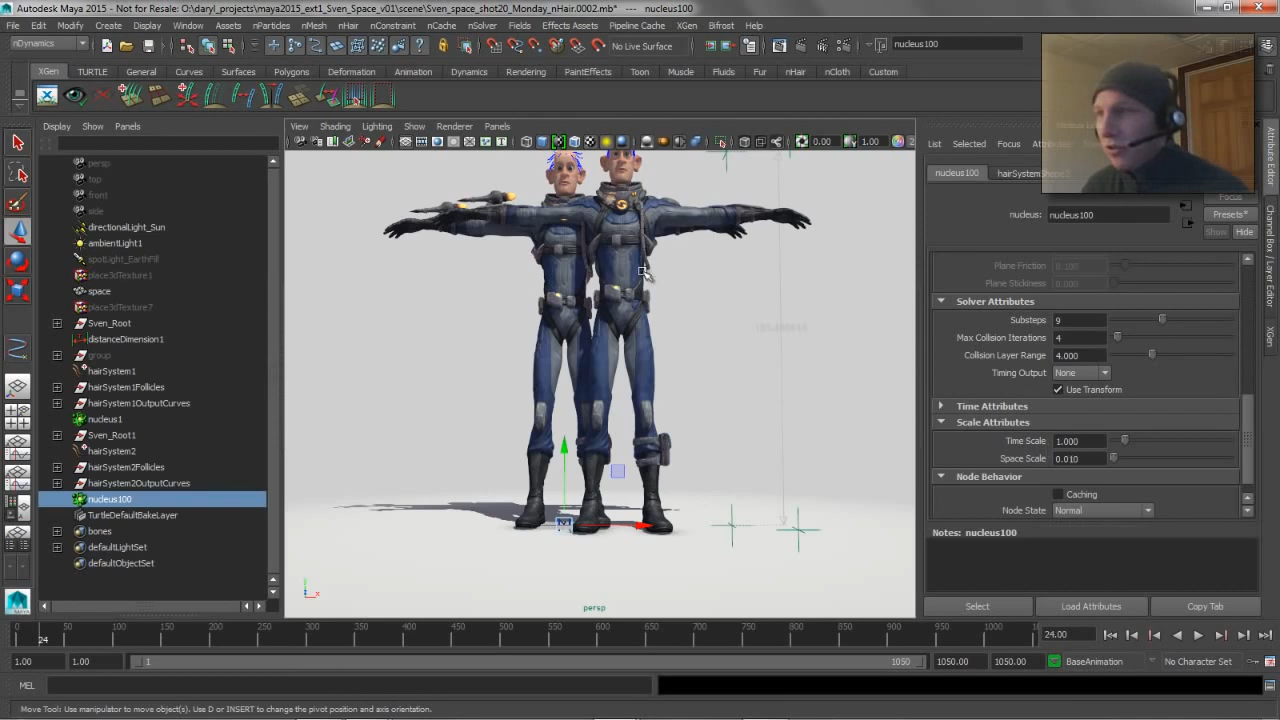 Autodesk Maya 2015 - Not for Resale: O:\daryl_projects\maya2015_ext1_Sven_Space_v01\scene\Sven_space_shot20_Monday_nHair.0002.mb* --- nucleus100
File Edit Modify Create Display Window Assets nParticles nMesh nHair nConstraint nCache nSolver Fields Effects Assets Pipeline Cache XGen Bifrost Help
nDynamics No Live Surface nucleus100
XGen TURTLE General Curves Surfaces Polygons Deformation Animation Dynamics Rendering PaintEffects Toon Muscle Fluids Fur nHair nCloth Custom
Display Show Panels
View Shading Lighting Show Renderer Panels
0.00 1.00
List Selected Focus
nucleus100 hairSystemShape
Focus
Presets*
nucleus: nucleus100
Show Hide
persp
top
front
side
directionalLight_Sun
ambientLight1
spotLight_EarthFill
place3dTexture1
space
place3dTexture7
Sven_Root
distanceDimension1
group
hairSystem1
hairSystem1Follicles
hairSystem1OutputCurves
nucleus1
Sven_Root1
hairSystem2
hairSystem2Follicles
hairSystem2OutputCurves
nucleus100
TurtleDefaultBakeLayer
bones
defaultLightSet
defaultObjectSet
persp
Plane Friction 0.100
Plane Stickiness 0.000
Solver Attributes
Substeps 9
Max Collision Iterations 4
Collision Layer Range 4.000
Timing Output None
Use Transform
Time Attributes
Scale Attributes
Time Scale 1.000
Space Scale 0.010
Node Behavior
Caching
Node State Normal
Notes: nucleus100
Select Load Attributes Copy Tab
Attribute Editor
Channel Box / Layer Editor
XGen
0 50 100 150 200 250 300 350 400 450 500 550 600 650 700 750 800 850 900 950 1000
24 24.00
1.00 1.00 1 1050 1050.00 1050.00 BaseAnimation No Character Set
MEL
Move Tool: Use manipulator to move object(s). Use D or INSERT to change the pivot position and axis orientation.